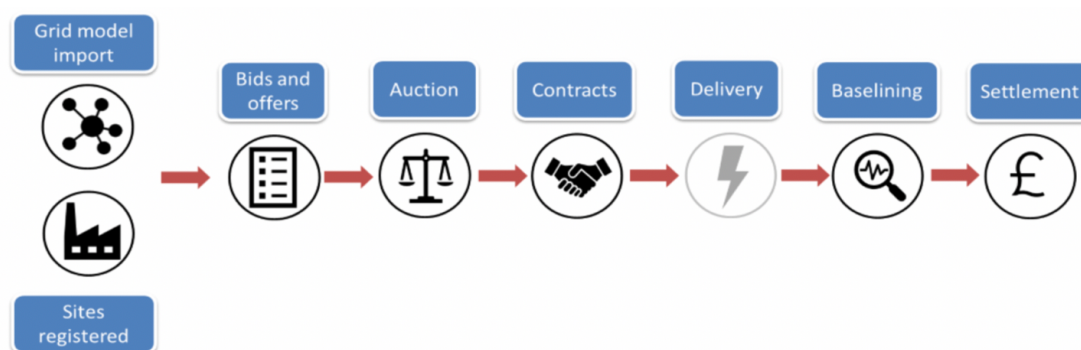 Grid model
import
Sites
registered
Bids and
offers
Auction
Contracts
Delivery
Baselining
Settlement
£